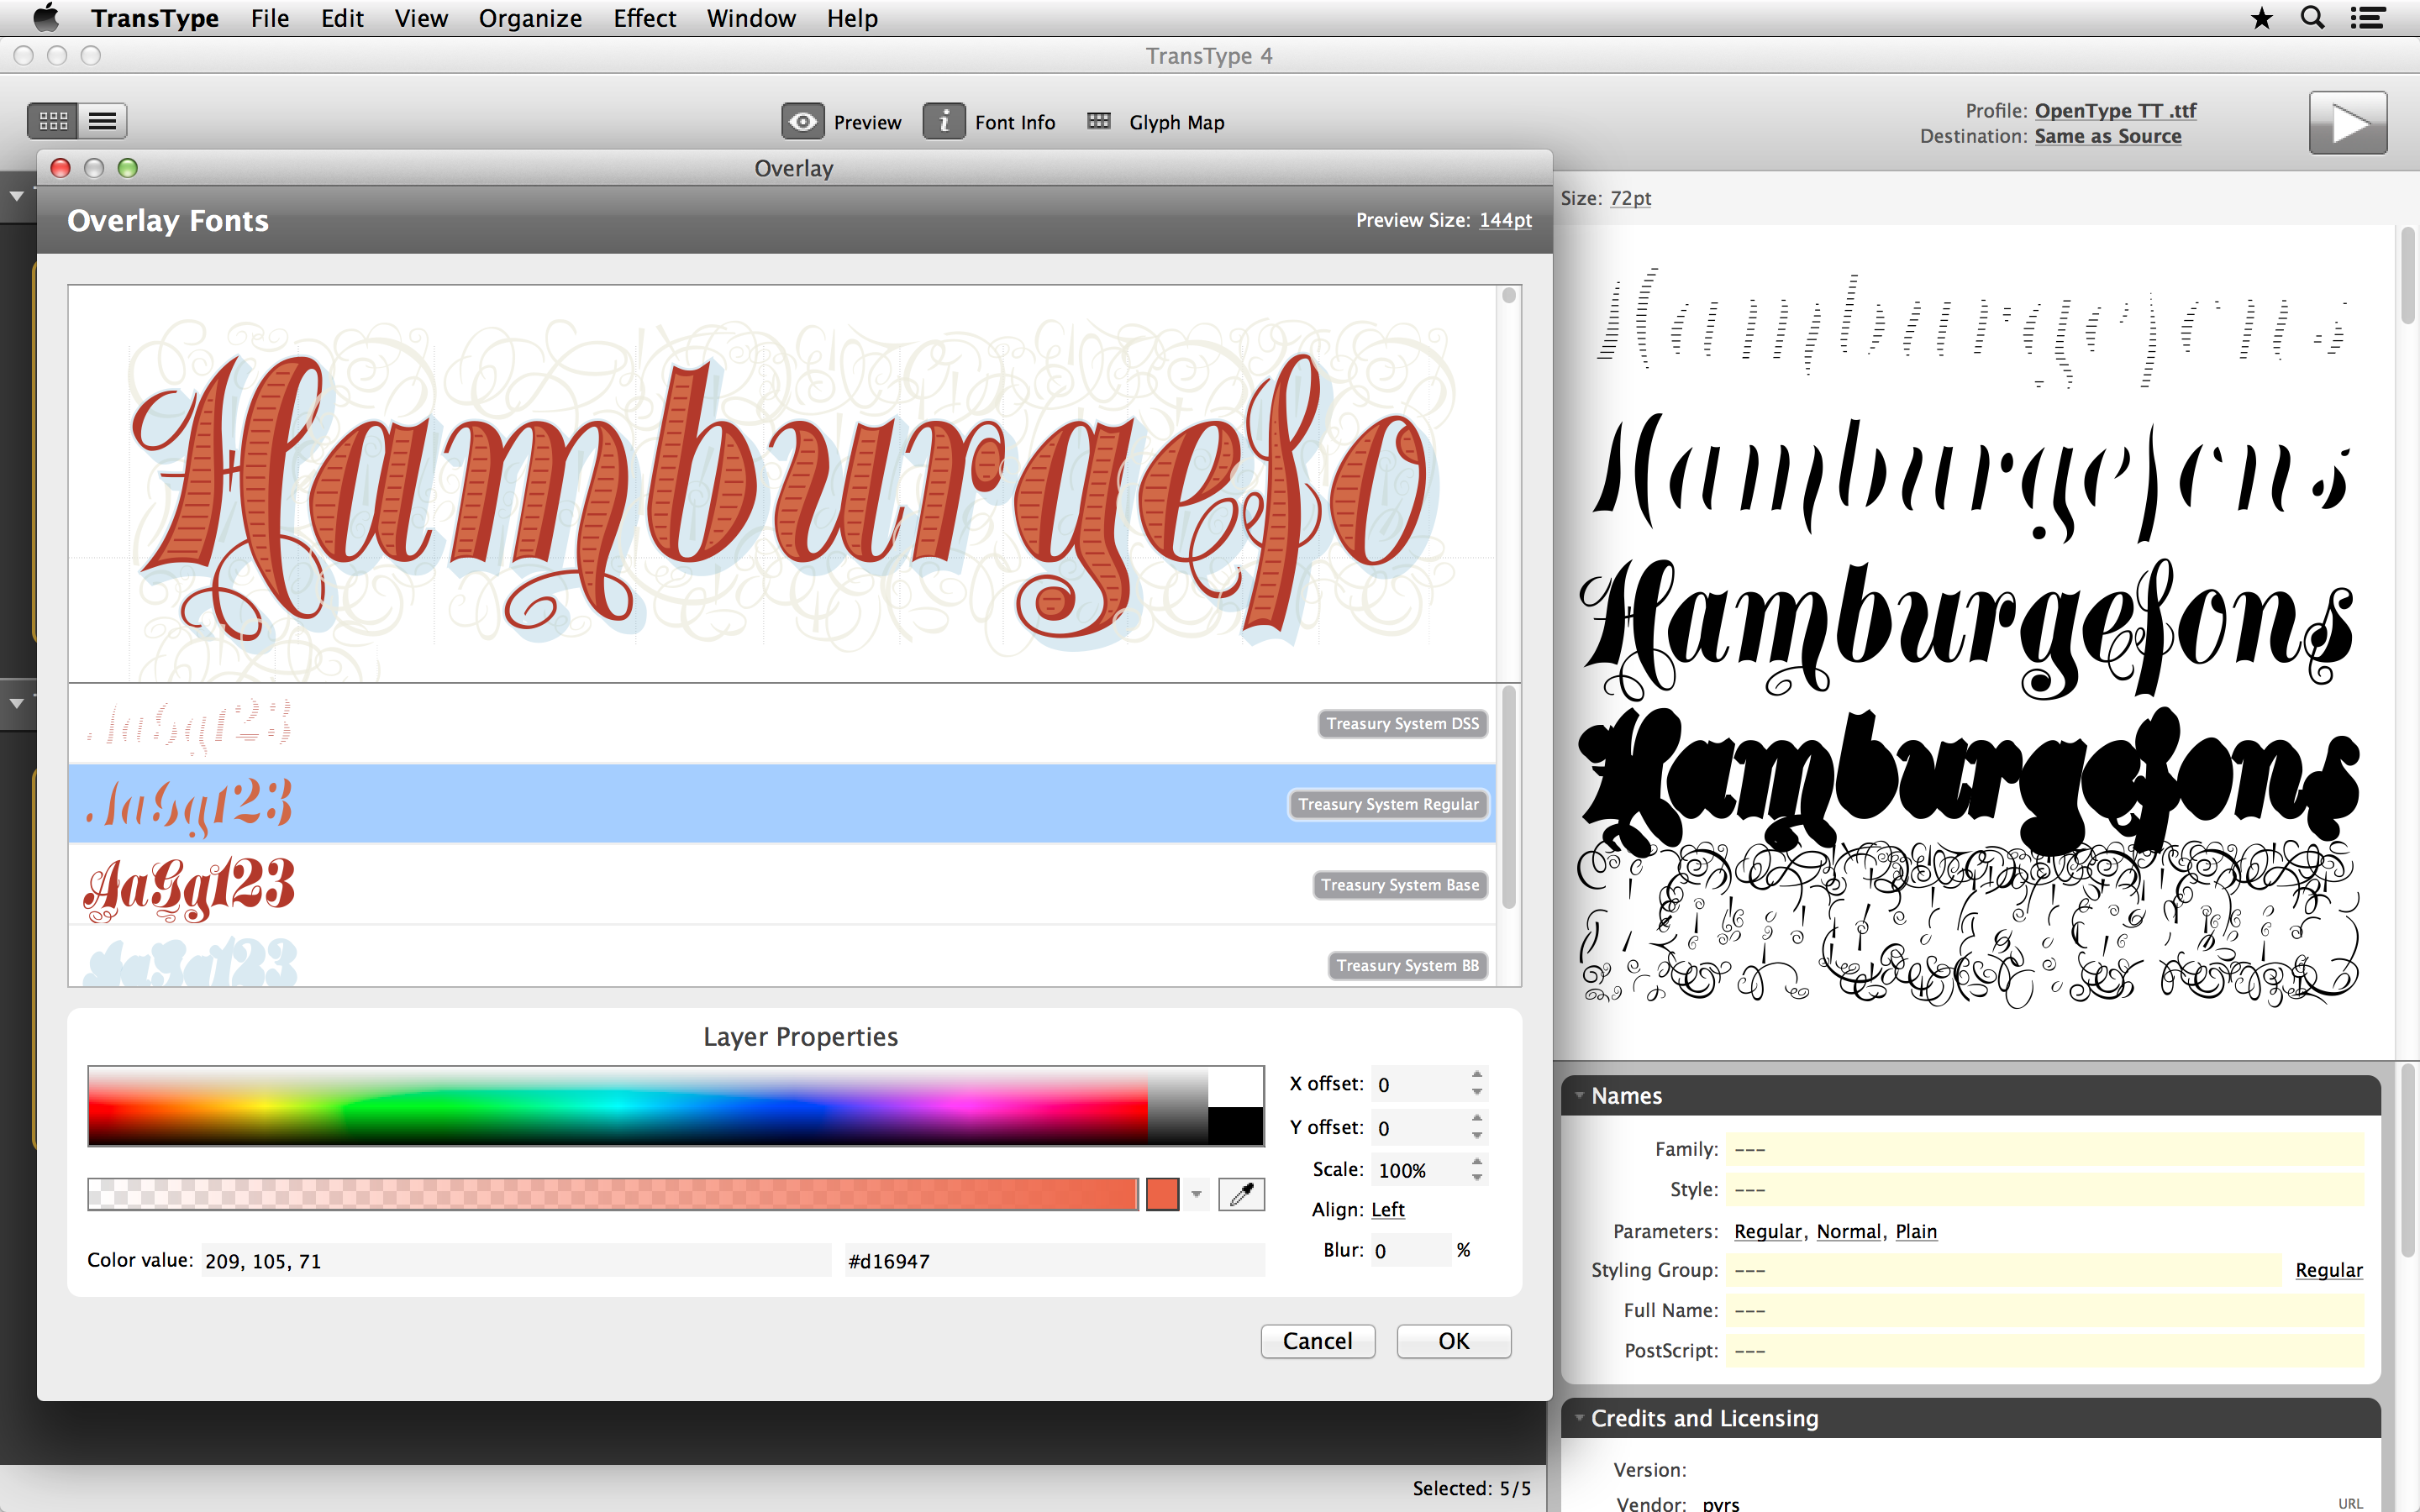 TransType File Edit View Organize Effect Window Help
TransType 4
Preview Font Info Glyph Map
Profile: OpenType TT .ttf
Destination: Same as Source
Overlay
Overlay Fonts
Preview Size: 144pt
Hamburgefo
AaGg123
Treasury System DSS
AaGg123
Treasury System Regular
AaGg123
Treasury System Base
AaGg123
Treasury System BB
Layer Properties
X offset: 0
Y offset: 0
Scale: 100%
Align: Left
Blur: 0 %
Color value: 209, 105, 71 #d16947
Cancel OK
Selected: 5/5
Size: 72pt
Hamburgefons
Hamburgefons
Hamburgefons
Hamburgefons
Names
Family: ---
Style: ---
Parameters: Regular, Normal, Plain
Styling Group: --- Regular
Full Name: ---
PostScript: ---
Credits and Licensing
Version:
Vendor: pyrs URL